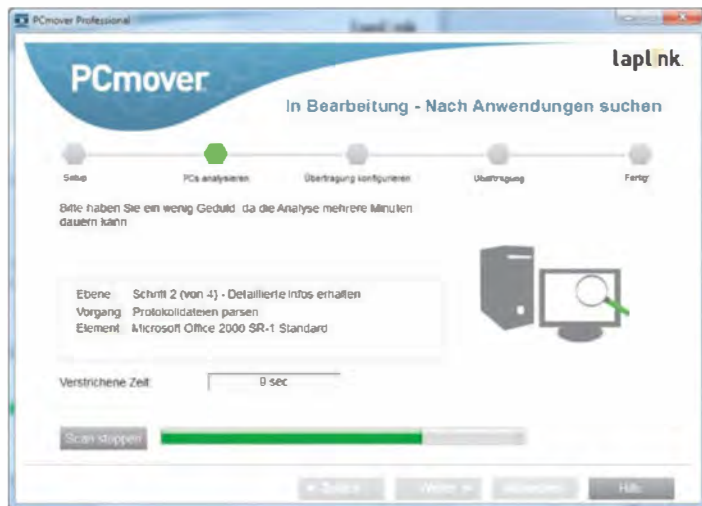 PCmover Professional
PCmover
laplink
In Bearbeitung - Nach Anwendungen suchen
Setup
PCs analysieren
Übertragung konfigurieren
Übertragung
Fertig
Bitte haben Sie ein wenig Geduld da die Analyse mehrere Minuten
dauern kann
Ebene Schritt 2 (von 4) - Detaillierte Infos erhalten
Vorgang Protokolldateien parsen
Element Microsoft Office 2000 SR-1 Standard
Verstrichene Zeit: 9 sec
Scan stoppen
Zurück
Weiter
Hilfe